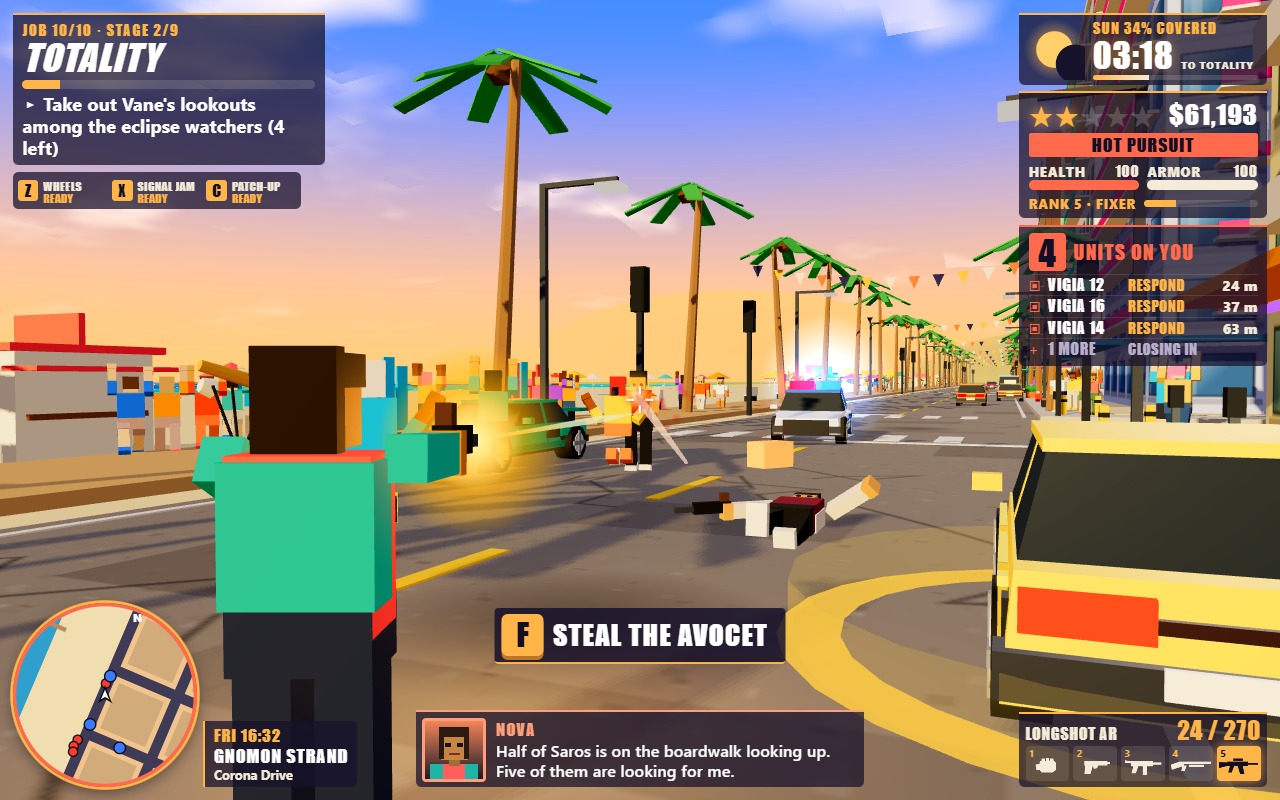 JOB 10/10 · STAGE 2/9
TOTALITY
► Take out Vane's lookouts
among the eclipse watchers (4
left)
Z WHEELS READY
X SIGNAL JAM READY
C PATCH-UP READY
SUN 34% COVERED
03:18 TO TOTALITY
$61,193
HOT PURSUIT
HEALTH 100 ARMOR 100
RANK 5 · FIXER
4 UNITS ON YOU
VIGIA 12 RESPOND 24 m
VIGIA 16 RESPOND 37 m
VIGIA 14 RESPOND 63 m
+ 1 MORE CLOSING IN
F STEAL THE AVOCET
N
FRI 16:32
GNOMON STRAND
Corona Drive
NOVA
Half of Saros is on the boardwalk looking up.
Five of them are looking for me.
LONGSHOT AR 24 / 270
1 2 3 4 5